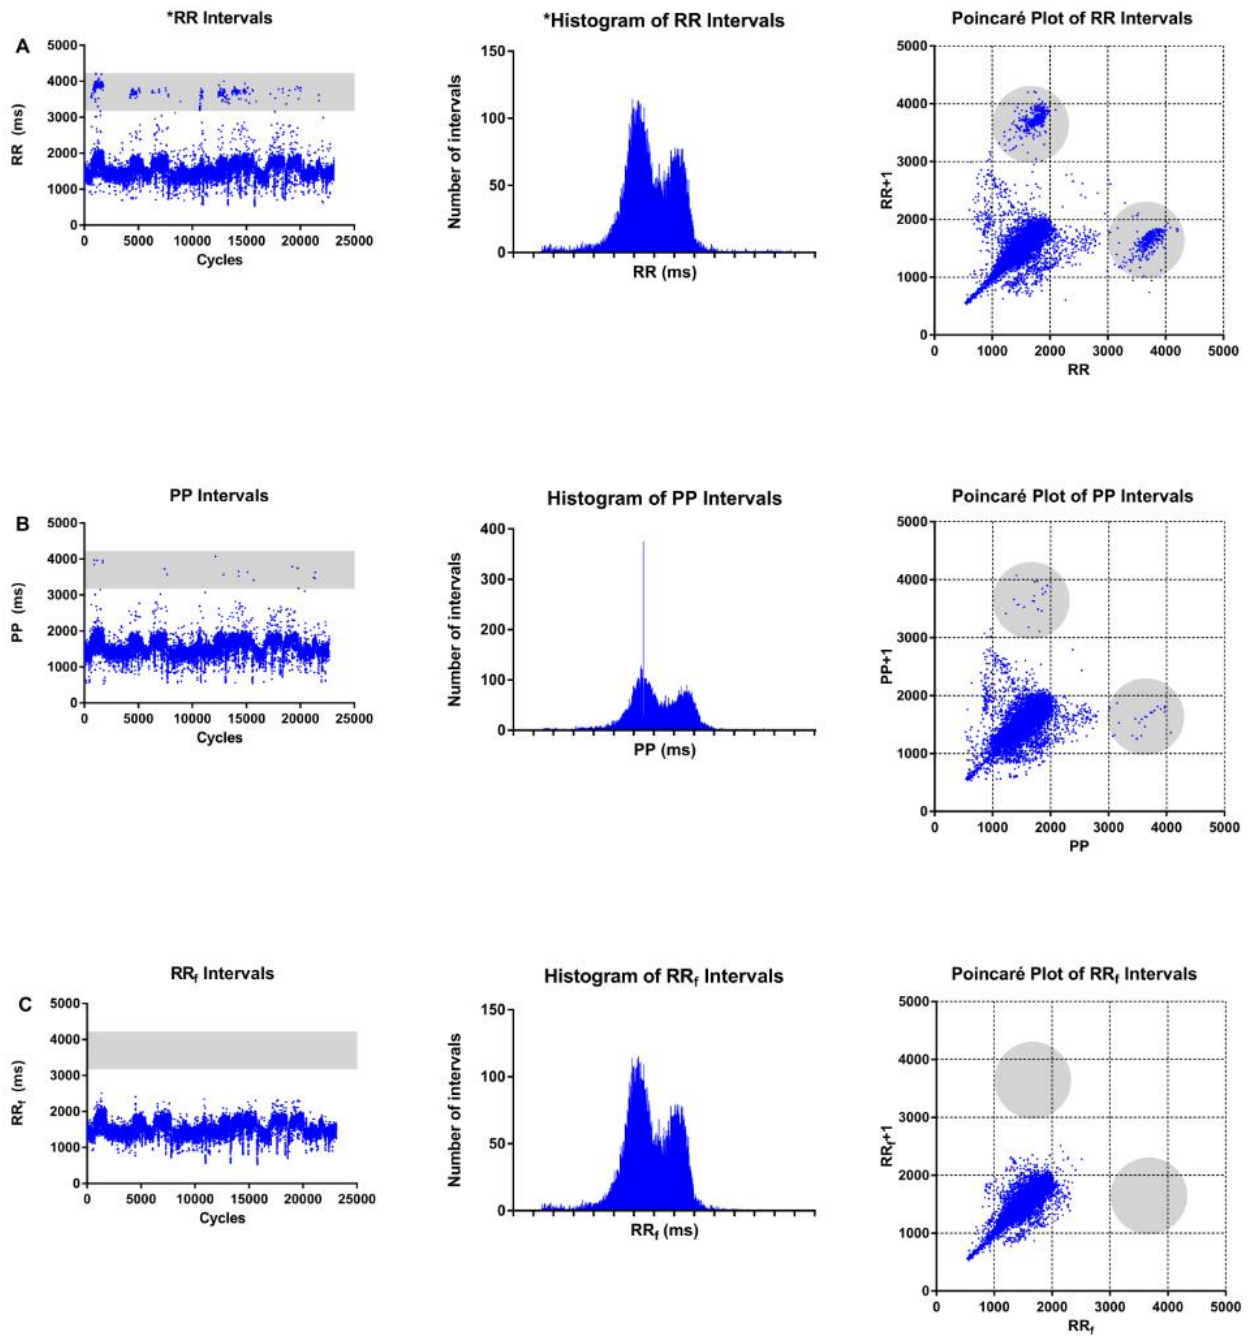 *RR Intervals
*Histogram of RR Intervals
Poincaré Plot of RR Intervals
A
5000
4000
3000
2000
1000
0
RR (ms)
0 5000 10000 15000 20000 25000
Cycles
150
100
50
0
Number of intervals
RR (ms)
5000
4000
3000
2000
1000
0
RR+1
0 1000 2000 3000 4000 5000
RR
PP Intervals
Histogram of PP Intervals
Poincaré Plot of PP Intervals
B
5000
4000
3000
2000
1000
0
PP (ms)
0 5000 10000 15000 20000 25000
Cycles
400
300
200
100
0
Number of intervals
PP (ms)
5000
4000
3000
2000
1000
0
PP+1
0 1000 2000 3000 4000 5000
PP
RRf Intervals
Histogram of RRf Intervals
Poincaré Plot of RRf Intervals
C
5000
4000
3000
2000
1000
0
RRf (ms)
0 5000 10000 15000 20000 25000
Cycles
150
100
50
0
Number of intervals
RRf (ms)
5000
4000
3000
2000
1000
0
RRf+1
0 1000 2000 3000 4000 5000
RRf